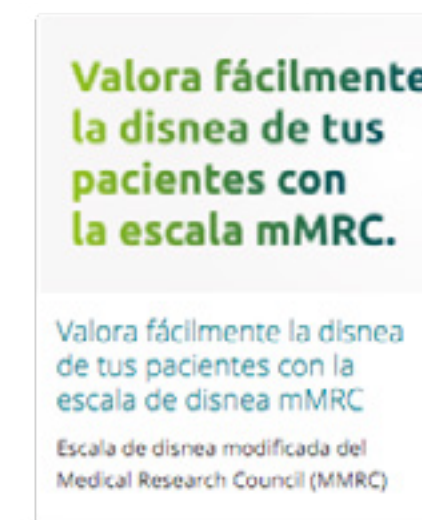 Valora fácilmente
la disnea de tus
pacientes con
la escala mMRC.
Valora fácilmente la disnea
de tus pacientes con la
escala de disnea mMRC
Escala de disnea modificada del
Medical Research Council (MMRC)